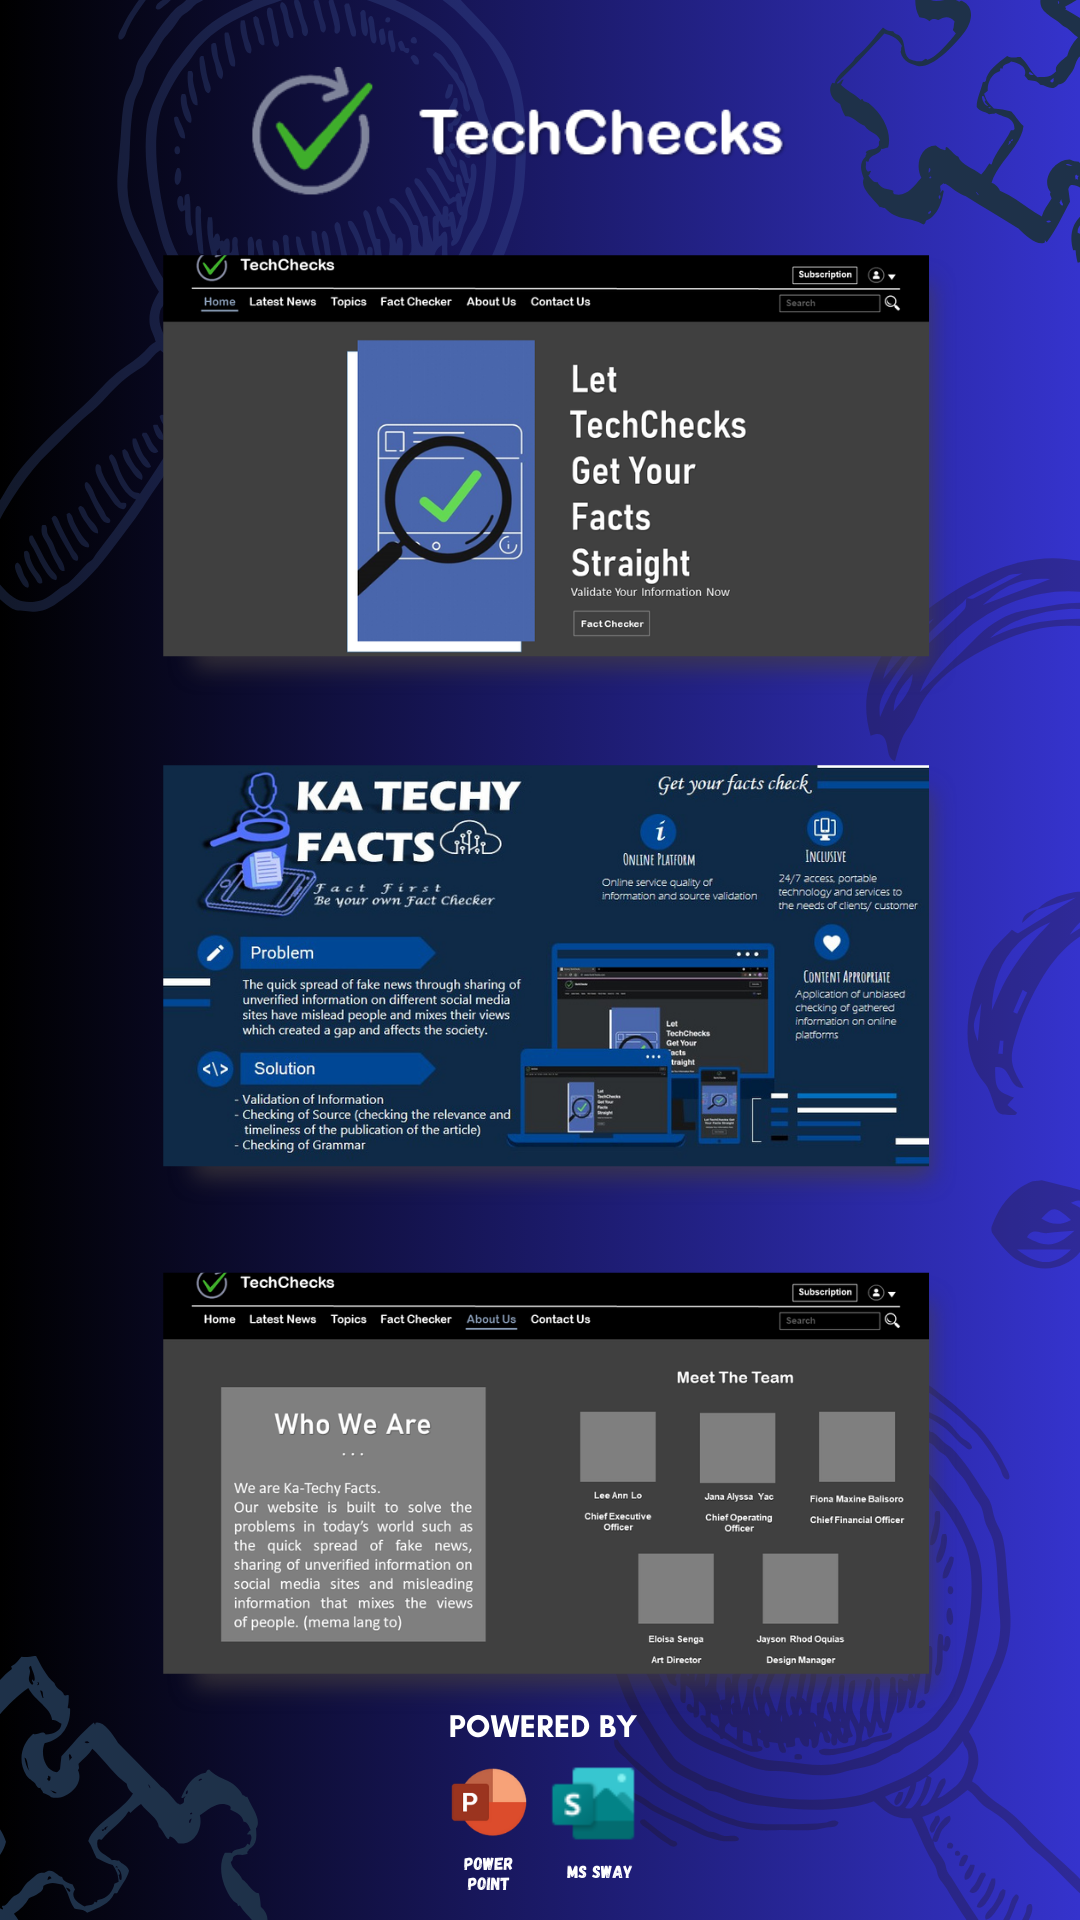 TechChecks
TechChecks
Subscription
Home Latest News Topics Fact Checker About Us Contact Us
Search
Let
TechChecks
Get Your
Facts
Straight
Validate Your Information Now
Fact Checker
KA TECHY
FACTS
Fact First
Be your own Fact Checker
Get your facts check
ONLINE PLATFORM
Online service quality of
information and source validation
INCLUSIVE
24/7 access, portable
technology and services to
the needs of clients/ customer
CONTENT APPROPRIATE
Application of unbiased
checking of gathered
information on online
platforms
Problem
The quick spread of fake news through sharing of
unverified information on different social media
sites have mislead people and mixes their views
which created a gap and affects the society.
Solution
- Validation of Information
- Checking of Source (checking the relevance and
timeliness of the publication of the article)
- Checking of Grammar
Let
TechChecks
Get Your
Facts
Straight
Let
TechChecks
Get Your
Facts
Straight
TechChecks
Subscription
Home Latest News Topics Fact Checker About Us Contact Us
Search
Who We Are
...
We are Ka-Techy Facts.
Our website is built to solve the
problems in today's world such as
the quick spread of fake news,
sharing of unverified information on
social media sites and misleading
information that mixes the views
of people. (mema lang to)
Meet The Team
Lee Ann Lo
Chief Executive
Officer
Jana Alyssa Yac
Chief Operating
Officer
Fiona Maxine Balisoro
Chief Financial Officer
Eloisa Senga
Art Director
Jayson Rhod Oquias
Design Manager
POWERED BY
P
S
POWER
POINT
MS SWAY